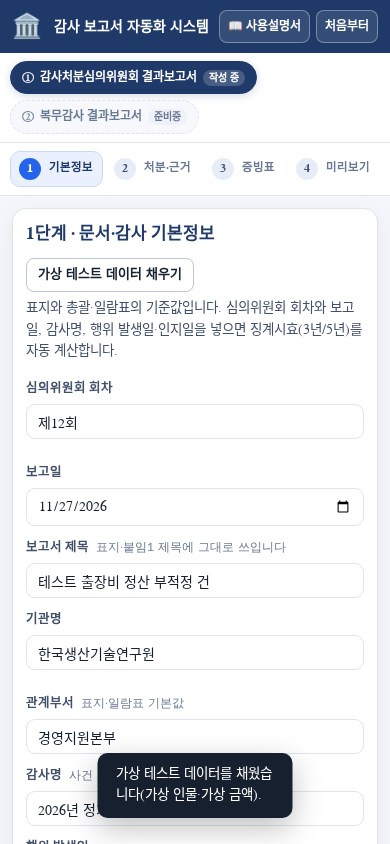 🏛️ 감사 보고서 자동화 시스템
📖 사용설명서
처음부터
① 감사처분심의위원회 결과보고서 작성 중
② 복무감사 결과보고서 준비중
1 기본정보
2 처분·근거
3 증빙표
4 미리보기
1단계 · 문서·감사 기본정보
가상 테스트 데이터 채우기
표지와 총괄·일람표의 기준값입니다. 심의위원회 회차와 보고
일, 감사명, 행위 발생일·인지일을 넣으면 징계시효(3년/5년)를
자동 계산합니다.
심의위원회 회차
제12회
보고일
11/27/2026
보고서 제목 표지·붙임1 제목에 그대로 쓰입니다
테스트 출장비 정산 부적정 건
기관명
한국생산기술연구원
관계부서 표지·일람표 기본값
경영지원본부
감사명 사건
2026년 정
가상 테스트 데이터를 채웠습
니다(가상 인물·가상 금액).